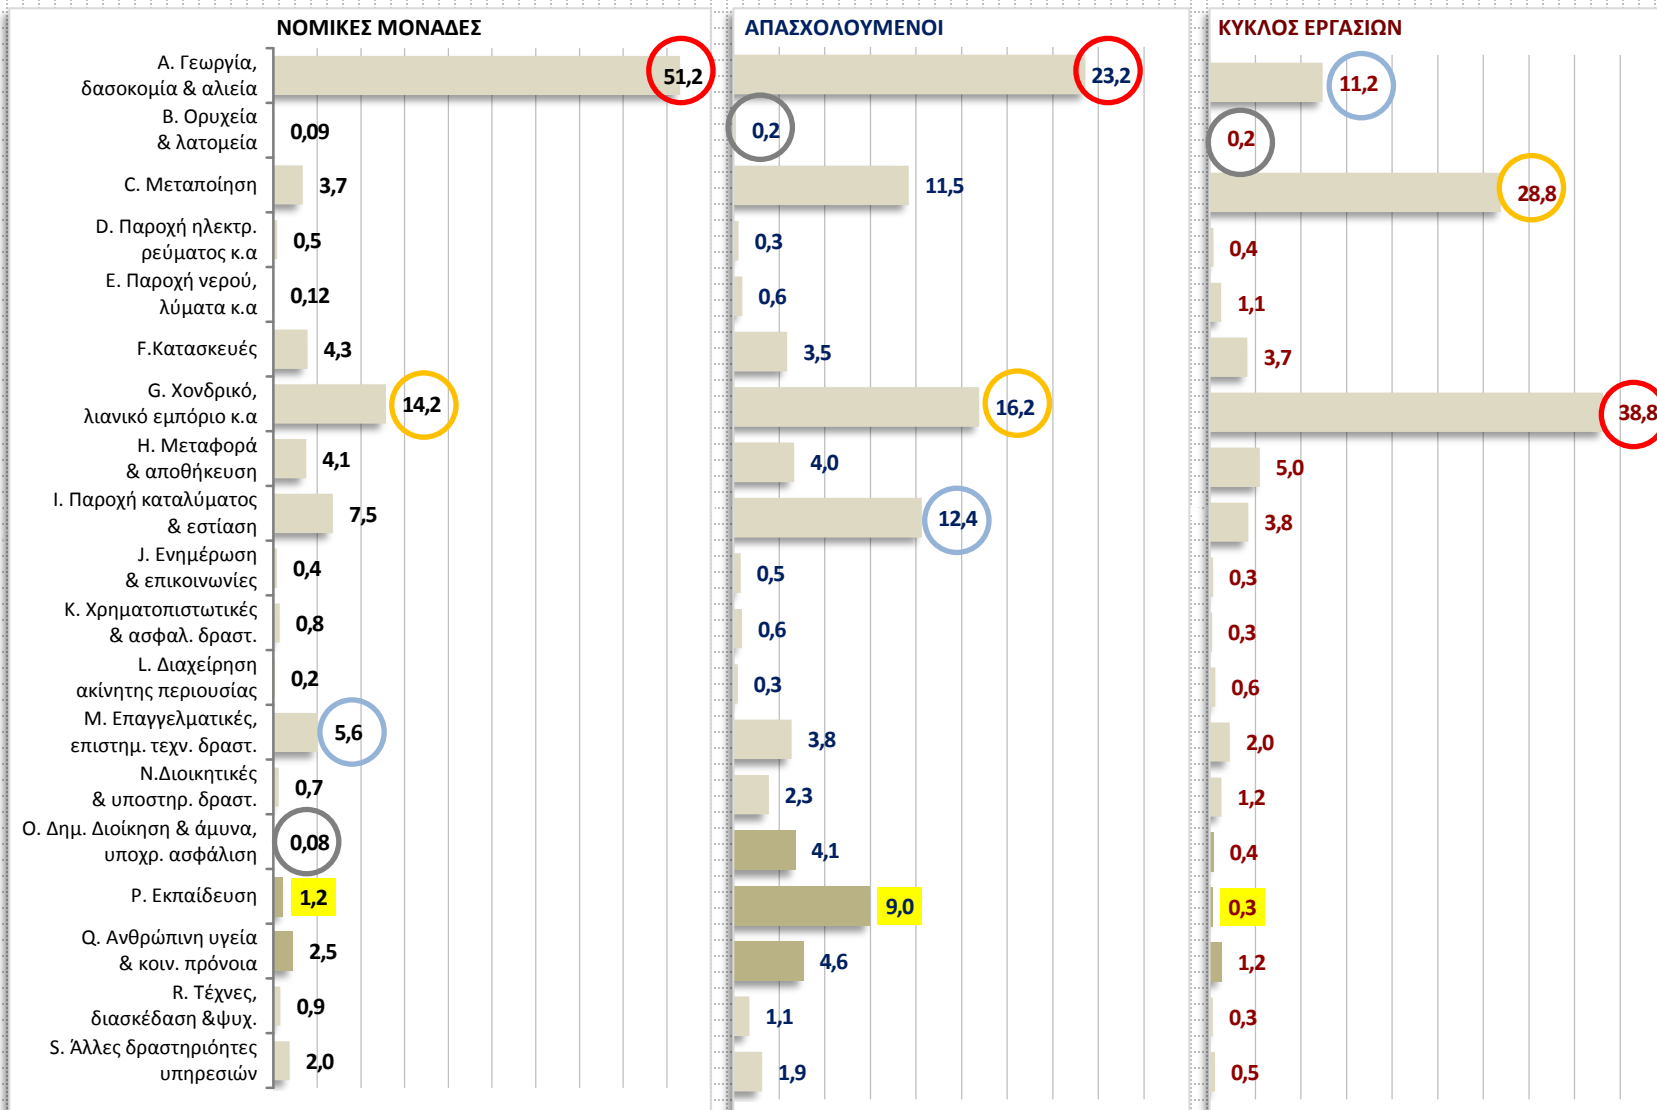 ΝΟΜΙΚΕΣ ΜΟΝΑΔΕΣ
ΑΠΑΣΧΟΛΟΥΜΕΝΟΙ
ΚΥΚΛΟΣ ΕΡΓΑΣΙΩΝ
A. Γεωργία,
δασοκομία & αλιεία
51,2
23,2
11,2
B. Ορυχεία
& λατομεία
0,09
0,2
0,2
C. Μεταποίηση
3,7
11,5
28,8
D. Παροχή ηλεκτρ.
ρεύματος κ.α
0,5
0,3
0,4
E. Παροχή νερού,
λύματα κ.α
0,12
0,6
1,1
F.Κατασκευές
4,3
3,5
3,7
G. Χονδρικό,
λιανικό εμπόριο κ.α
14,2
16,2
38,8
H. Μεταφορά
& αποθήκευση
4,1
4,0
5,0
I. Παροχή καταλύματος
& εστίαση
7,5
12,4
3,8
J. Ενημέρωση
& επικοινωνίες
0,4
0,5
0,3
K. Χρηματοπιστωτικές
& ασφαλ. δραστ.
0,8
0,6
0,3
L. Διαχείρηση
ακίνητης περιουσίας
0,2
0,3
0,6
M. Επαγγελματικές,
επιστημ. τεχν. δραστ.
5,6
3,8
2,0
N.Διοικητικές
& υποστηρ. δραστ.
0,7
2,3
1,2
O. Δημ. Διοίκηση & άμυνα,
υποχρ. ασφάλιση
0,08
4,1
0,4
P. Εκπαίδευση
1,2
9,0
0,3
Q. Ανθρώπινη υγεία
& κοιν. πρόνοια
2,5
4,6
1,2
R. Τέχνες,
διασκέδαση &ψυχ.
0,9
1,1
0,3
S. Άλλες δραστηριόητες
υπηρεσιών
2,0
1,9
0,5